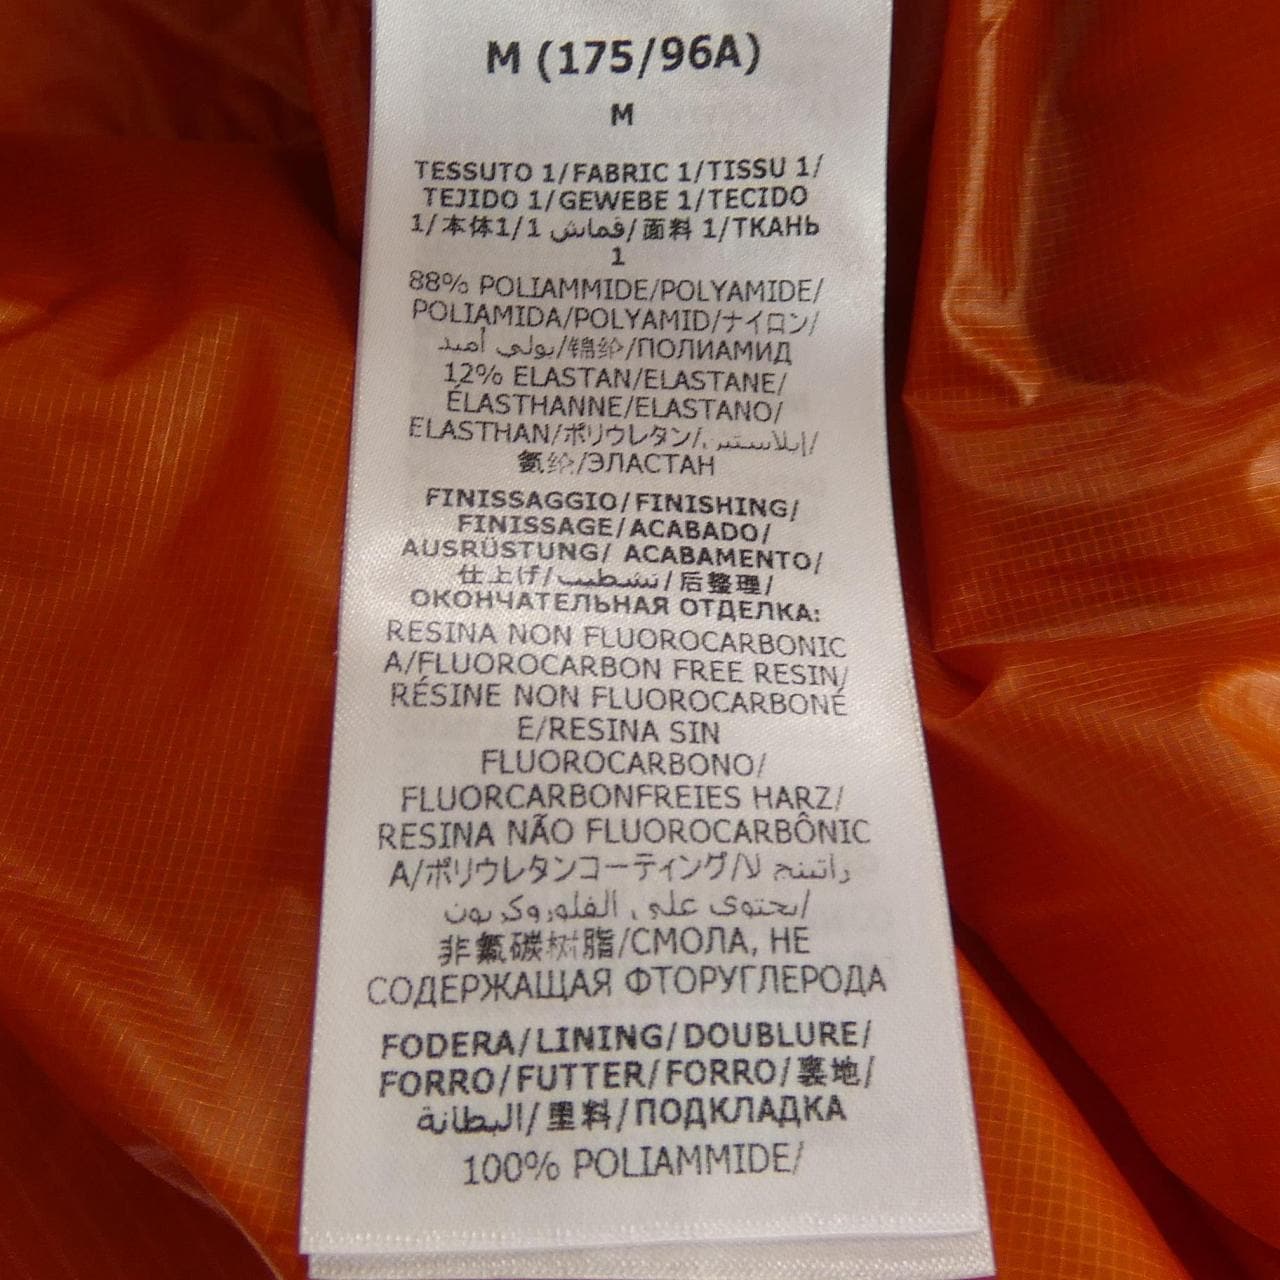 M (175/96A)
M
TESSUTO 1/FABRIC 1/TISSU 1/
TEJIDO 1/GEWEBE 1/TECIDO
1/本体1/1 قماش/面料 1/ТКАНЬ
1
88% POLIAMMIDE/POLYAMIDE/
POLIAMIDA/POLYAMID/ナイロン/
بولي أميد/锦纶/ПОЛИАМИД
12% ELASTAN/ELASTANE/
ÉLASTHANNE/ELASTANO/
ELASTHAN/ポリウレタン/إيلاستين/
氨纶/ЭЛАСТАН
FINISSAGGIO/FINISHING/
FINISSAGE/ACABADO/
AUSRÜSTUNG/ ACABAMENTO/
仕上げ/تشطيب/后整理/
ОКОНЧАТЕЛЬНАЯ ОТДЕЛКА:
RESINA NON FLUOROCARBONIC
A/FLUOROCARBON FREE RESIN/
RÉSINE NON FLUOROCARBONÉ
E/RESINA SIN
FLUOROCARBONO/
FLUORCARBONFREIES HARZ/
RESINA NÃO FLUOROCARBÔNIC
A/ポリウレタンコーティング/راتينج لا
يحتوي على الفلوروكربون/
非氟碳树脂/СМОЛА, НЕ
СОДЕРЖАЩАЯ ФТОРУГЛЕРОДА
FODERA/LINING/DOUBLURE/
FORRO/FUTTER/FORRO/裏地/
البطانة/里料/ПОДКЛАДКА
100% POLIAMMIDE/